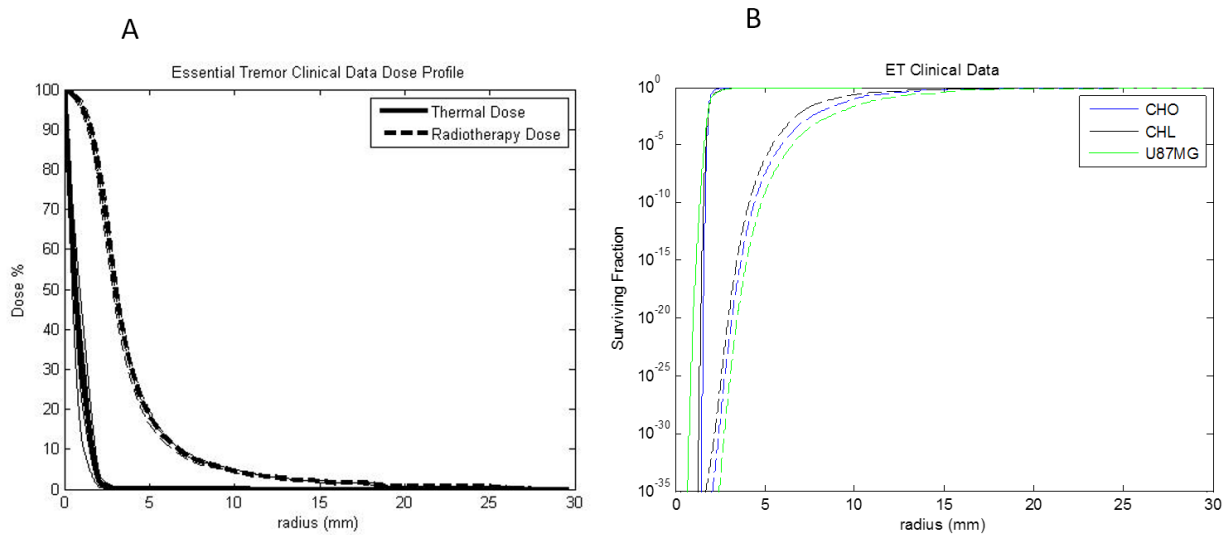 A
B
Essential Tremor Clinical Data Dose Profile
100
90
80
70
60
50
40
30
20
10
0
Dose %
Thermal Dose
Radiotherapy Dose
0 5 10 15 20 25 30
radius (mm)
ET Clinical Data
10^0
10^-5
10^-10
10^-15
10^-20
10^-25
10^-30
10^-35
Surviving Fraction
CHO
CHL
U87MG
0 5 10 15 20 25 30
radius (mm)